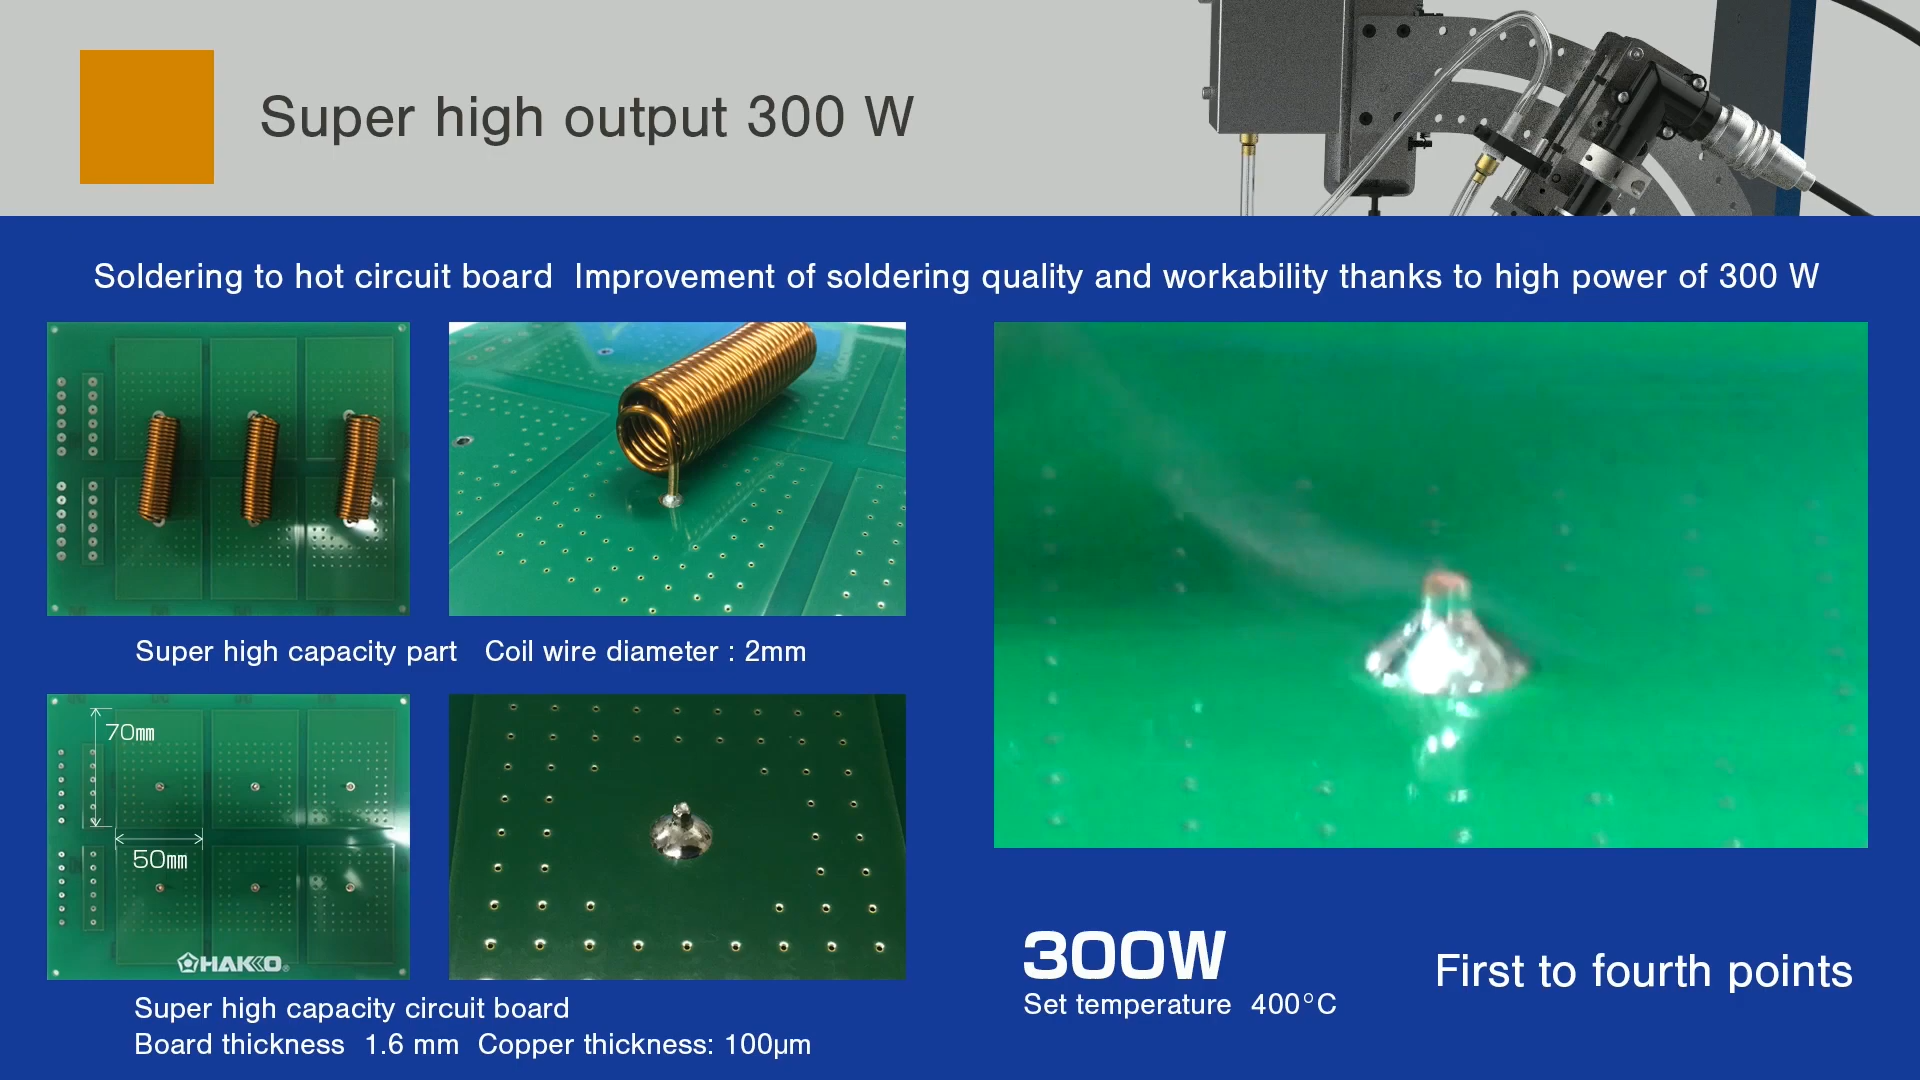 Super high output 300 W
Soldering to hot circuit board  Improvement of soldering quality and workability thanks to high power of 300 W
Super high capacity part   Coil wire diameter : 2mm
70mm
50mm
HAKKO®
Super high capacity circuit board
Board thickness  1.6 mm  Copper thickness: 100µm
300W
Set temperature  400°C
First to fourth points